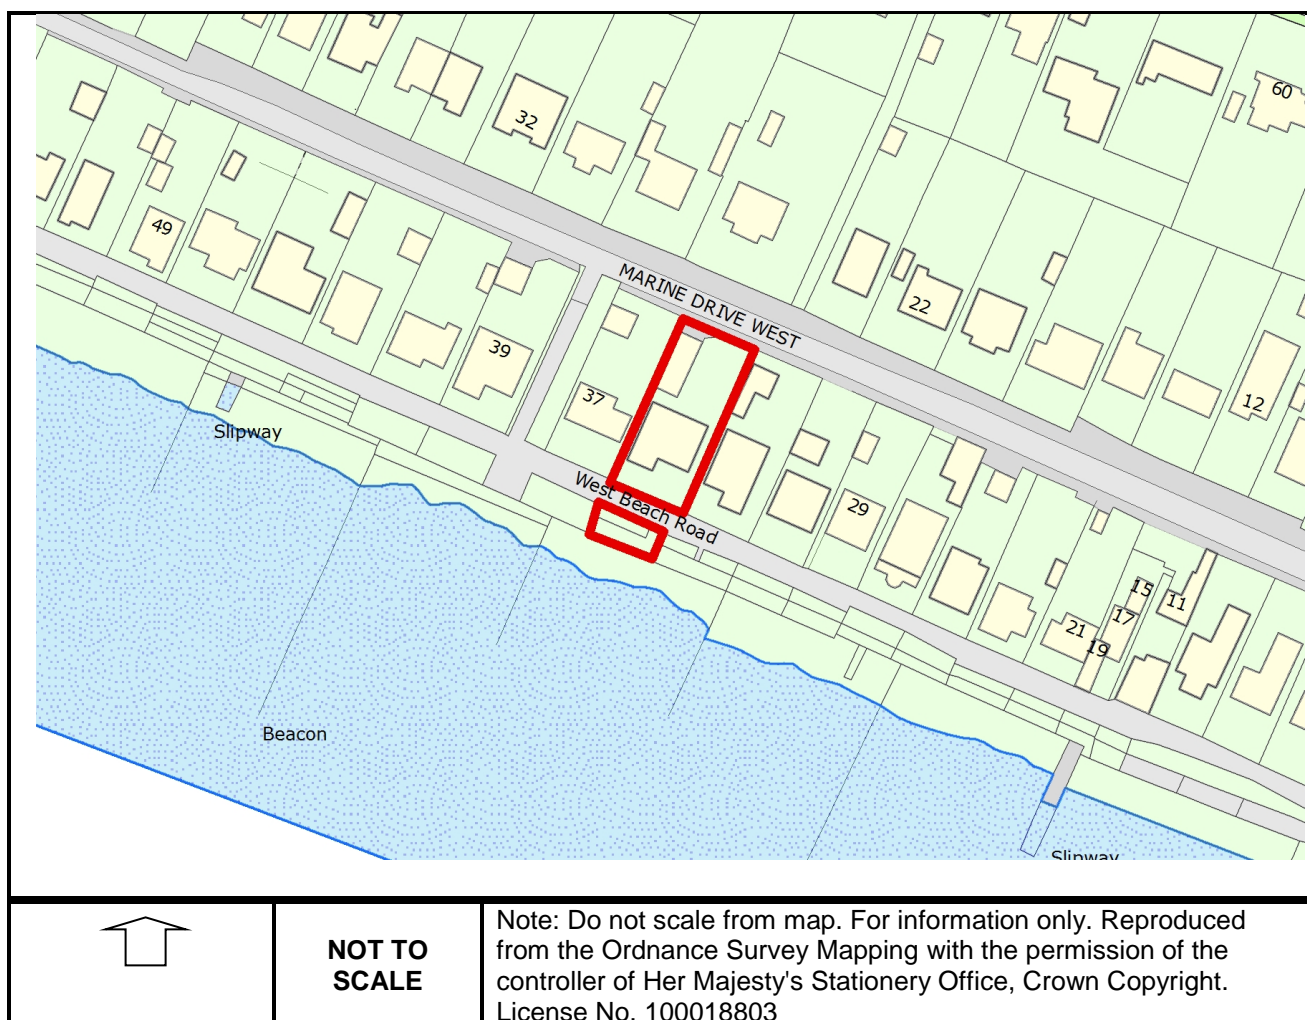 60
32
49
MARINE DRIVE WEST
22
39
37
12
Slipway
West Beach Road
29
15
11
17
21
19
Beacon
Slipway
NOT TO
SCALE
Note: Do not scale from map. For information only. Reproduced
from the Ordnance Survey Mapping with the permission of the
controller of Her Majesty's Stationery Office, Crown Copyright.
License No. 100018803